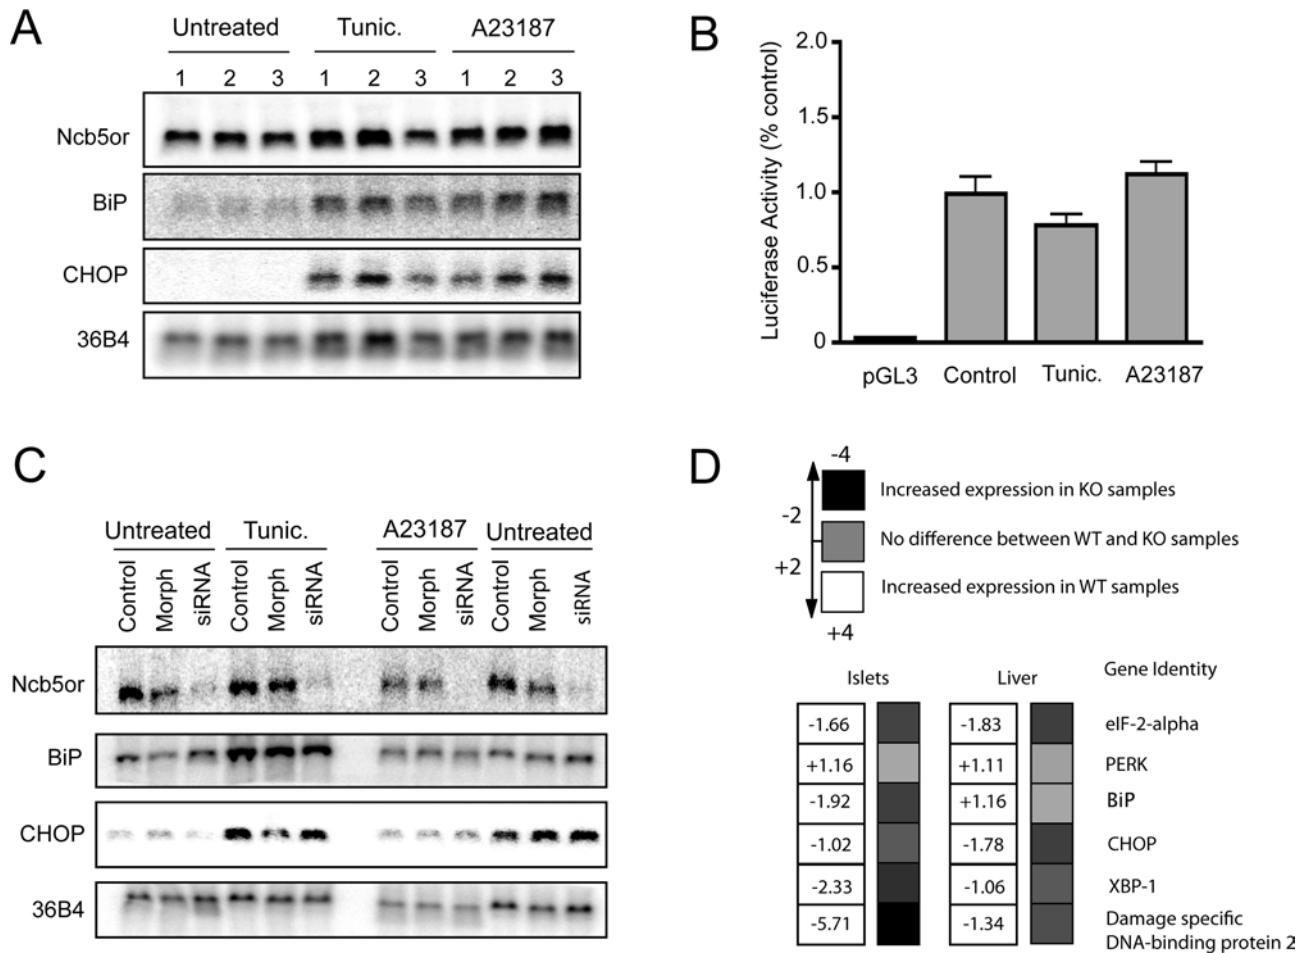 A
Untreated Tunic. A23187
1 2 3 1 2 3 1 2 3
Ncb5or
BiP
CHOP
36B4
B
Luciferase Activity (% control)
2.0
1.5
1.0
0.5
0
pGL3 Control Tunic. A23187
C
Untreated Tunic. A23187 Untreated
Control Morph siRNA Control Morph siRNA Control Morph siRNA Control Morph siRNA
Ncb5or
BiP
CHOP
36B4
D
-4
Increased expression in KO samples
-2
No difference between WT and KO samples
+2
Increased expression in WT samples
+4
Islets Liver Gene Identity
-1.66 -1.83 eIF-2-alpha
+1.16 +1.11 PERK
-1.92 +1.16 BiP
-1.02 -1.78 CHOP
-2.33 -1.06 XBP-1
-5.71 -1.34 Damage specific
DNA-binding protein 2